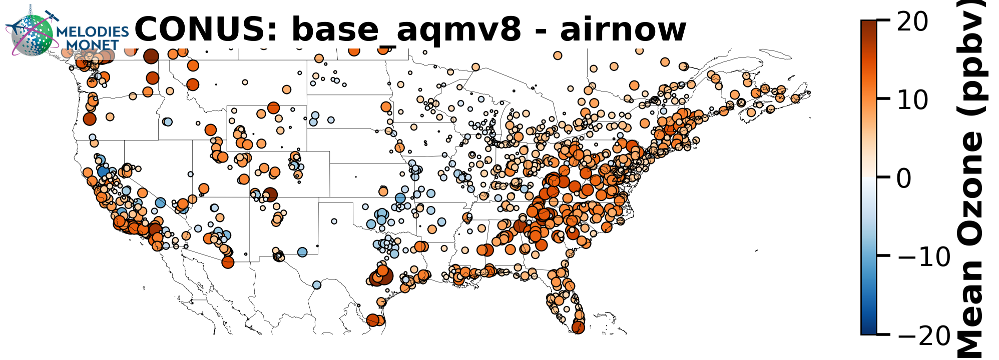 MELODIES
MONET
CONUS: base_aqmv8 - airnow
20
10
0
−10
−20
Mean Ozone (ppbv)